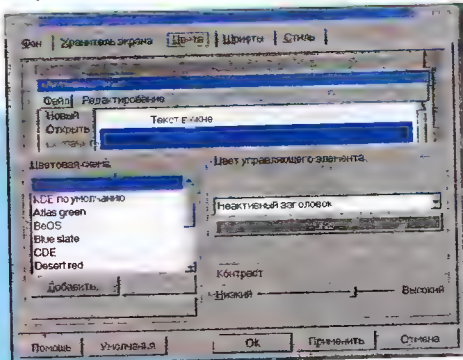 Фон Хранитель экрана Цвета Шрифты Стиль
Файл Редактирование
Новый
Открыть
Текст в окне
Цветовая схема
Цвет управляющего элемента
KDE по умолчанию
Atlas green
BeOS
Blue slate
CDE
Desert red
Неактивный заголовок
Добавить...
Контраст
Низкий
Высокий
Помощь Умолчания OK Применить Отмена